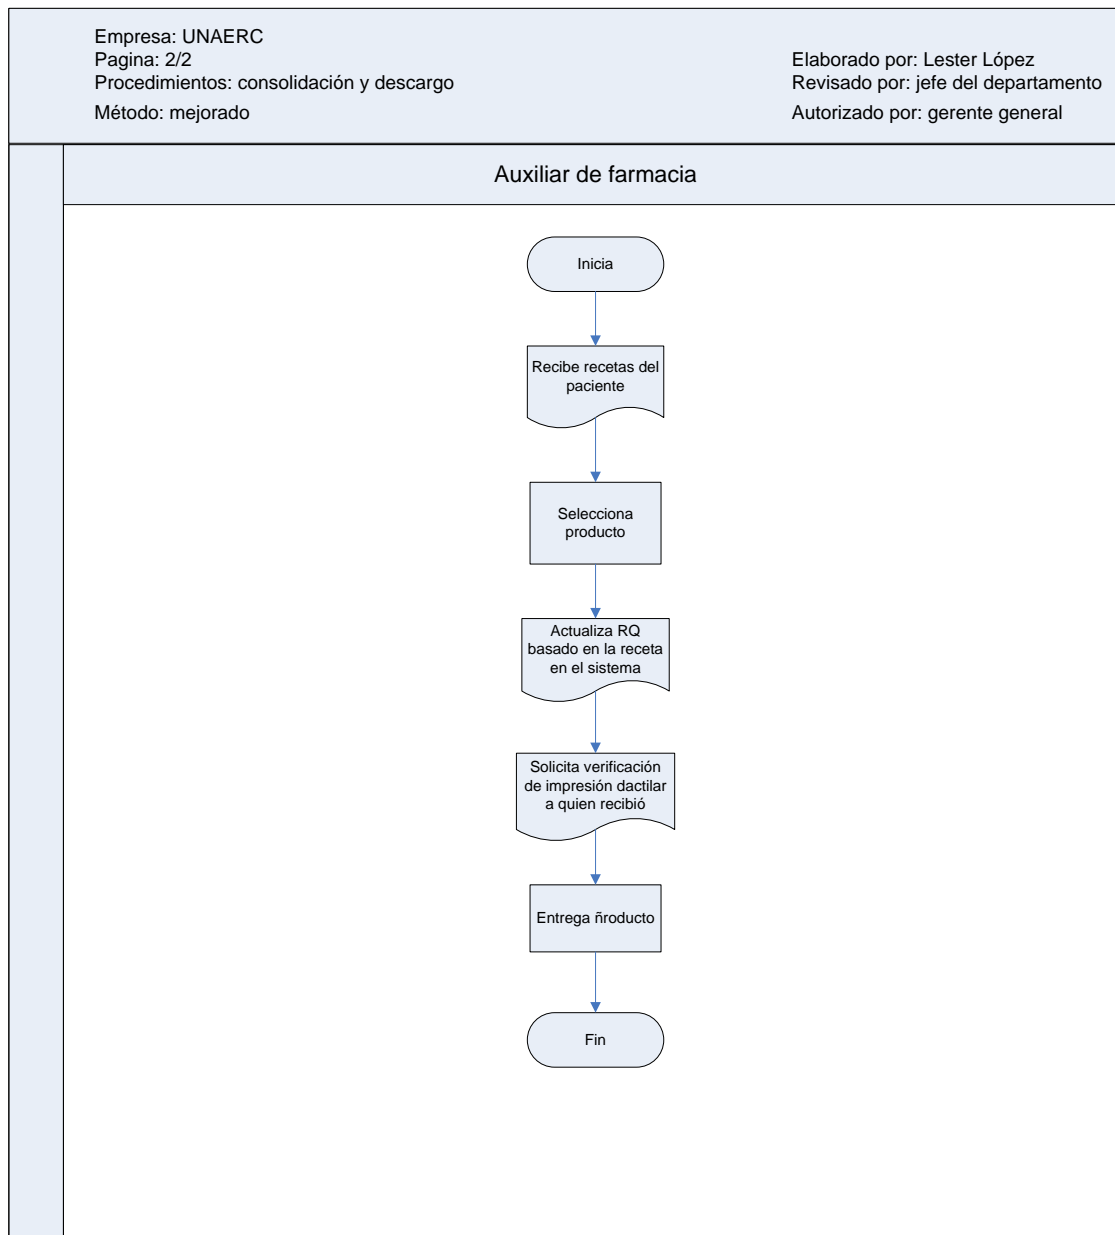 Empresa: UNAERC
Pagina: 2/2
Procedimientos: consolidación y descargo
Método: mejorado
Elaborado por: Lester López
Revisado por: jefe del departamento
Autorizado por: gerente general
Auxiliar de farmacia
Inicia
Recibe recetas del
paciente
Selecciona
producto
Actualiza RQ
basado en la receta
en el sistema
Solicita verificación
de impresión dactilar
a quien recibió
Entrega ñroducto
Fin